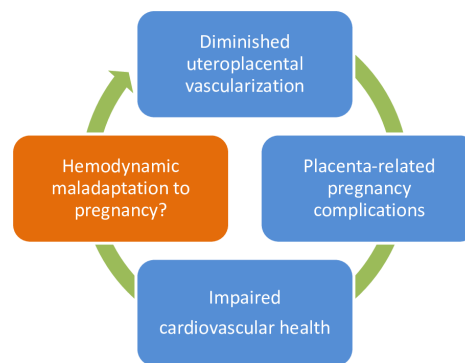 Diminished
uteroplacental
vascularization
Hemodynamic
maladaptation to
pregnancy?
Placenta-related
pregnancy
complications
Impaired
cardiovascular health